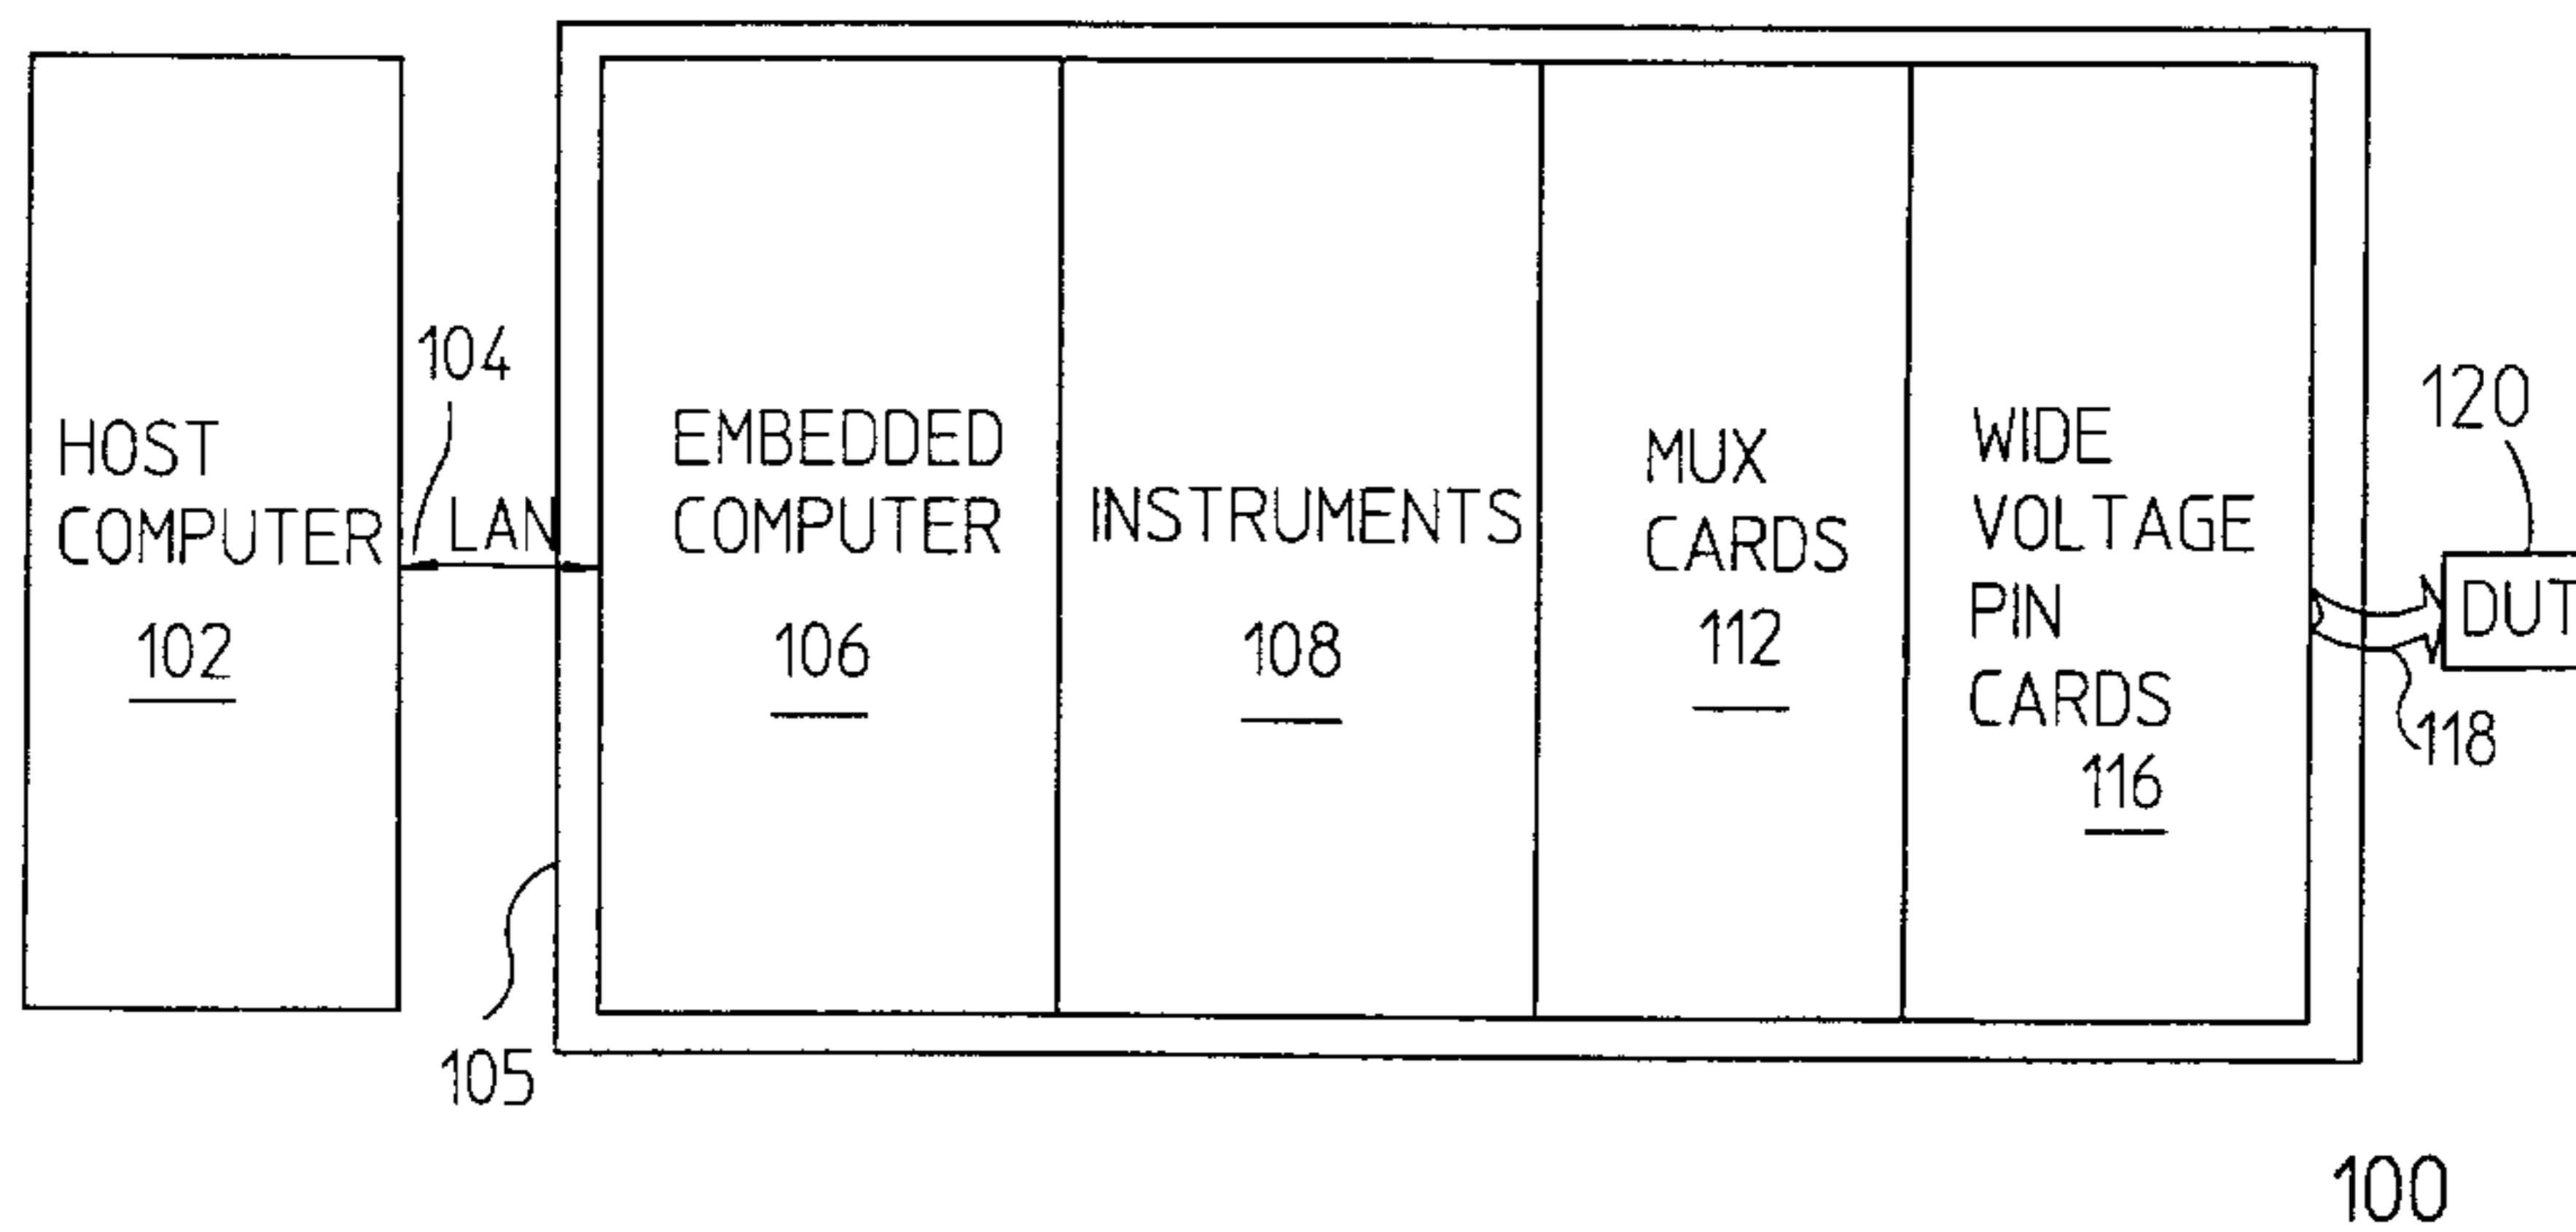 HOST
COMPUTER
102
104
LAN
105
EMBEDDED
COMPUTER
106
INSTRUMENTS
108
MUX
CARDS
112
WIDE
VOLTAGE
PIN
CARDS
116
118
120
DUT
100